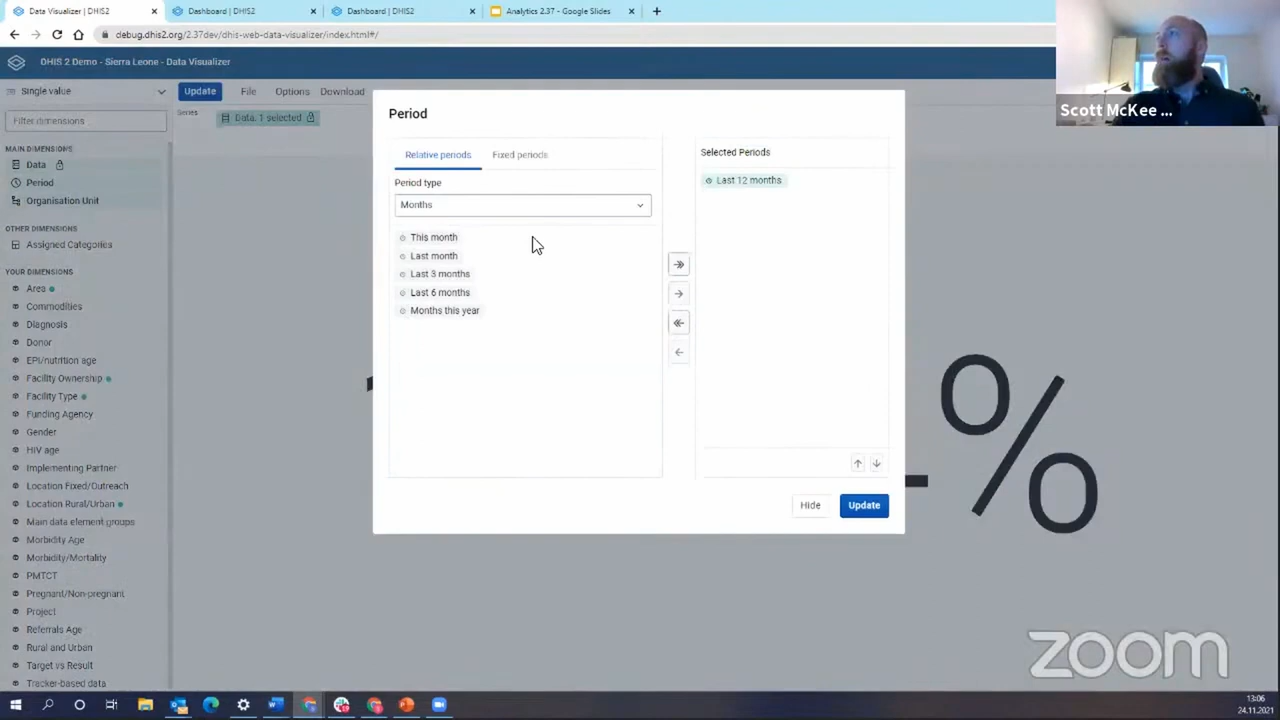 Data Visualizer | DHIS2
Dashboard | DHIS2
Dashboard | DHIS2
Analytics 2.37 - Google Slides
debug.dhis2.org/2.37dev/dhis-web-data-visualizer/index.html#/
DHIS 2 Demo - Sierra Leone - Data Visualizer
Scott McKee ...
Single value
Update
File
Options
Download
Series
Data: 1 selected
Filter dimensions
MAIN DIMENSIONS
Data
Period
Organisation Unit
OTHER DIMENSIONS
Assigned Categories
YOUR DIMENSIONS
Area
Commodities
Diagnosis
Donor
EPI/nutrition age
Facility Ownership
Facility Type
Funding Agency
Gender
HIV age
Implementing Partner
Location Fixed/Outreach
Location Rural/Urban
Main data element groups
Morbidity Age
Morbidity/Mortality
PMTCT
Pregnant/Non-pregnant
Project
Referrals Age
Rural and Urban
Target vs Result
Tracker-based data
Period
Relative periods
Fixed periods
Period type
Months
This month
Last month
Last 3 months
Last 6 months
Months this year
Selected Periods
Last 12 months
Hide
Update
%
zoom
13:06
24.11.2021